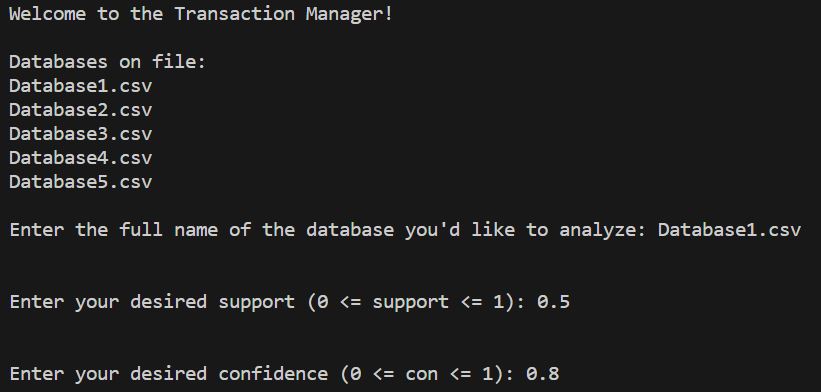 Welcome to the Transaction Manager!
Databases on file:
Database1.csv
Database2.csv
Database3.csv
Database4.csv
Database5.csv
Enter the full name of the database you'd like to analyze: Database1.csv
Enter your desired support (0 <= support <= 1): 0.5
Enter your desired confidence (0 <= con <= 1): 0.8